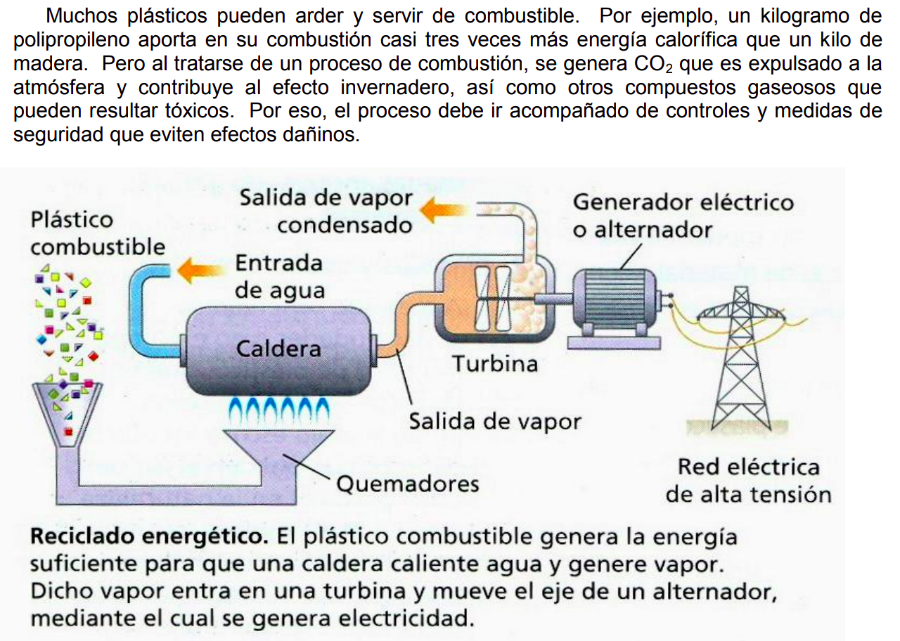 Muchos plásticos pueden arder y servir de combustible. Por ejemplo, un kilogramo de
polipropileno aporta en su combustión casi tres veces más energía calorífica que un kilo de
madera. Pero al tratarse de un proceso de combustión, se genera CO₂ que es expulsado a la
atmósfera y contribuye al efecto invernadero, así como otros compuestos gaseosos que
pueden resultar tóxicos. Por eso, el proceso debe ir acompañado de controles y medidas de
seguridad que eviten efectos dañinos.
Plástico
combustible
Salida de vapor
condensado
Entrada
de agua
Generador eléctrico
o alternador
Caldera
Turbina
Salida de vapor
Quemadores
Red eléctrica
de alta tensión
Reciclado energético. El plástico combustible genera la energía
suficiente para que una caldera caliente agua y genere vapor.
Dicho vapor entra en una turbina y mueve el eje de un alternador,
mediante el cual se genera electricidad.